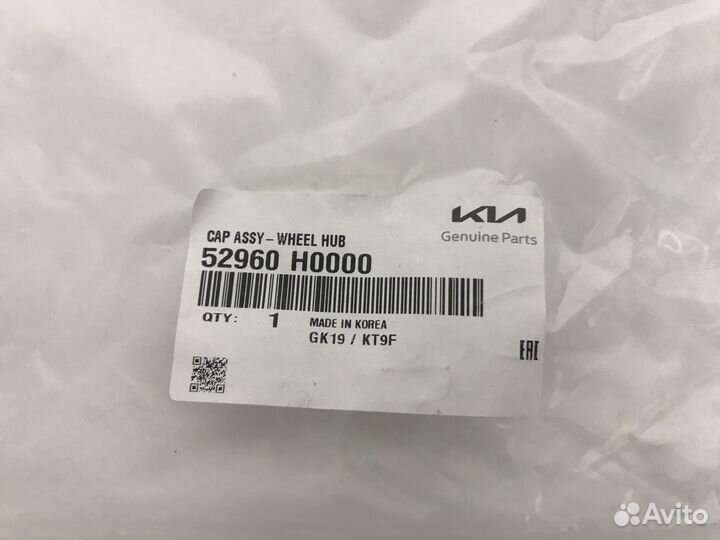 KIA
Genuine Parts
CAP ASSY-WHEEL HUB
52960 H0000
QTY: 1 MADE IN KOREA
GK19 / KT9F
EAC
Avito